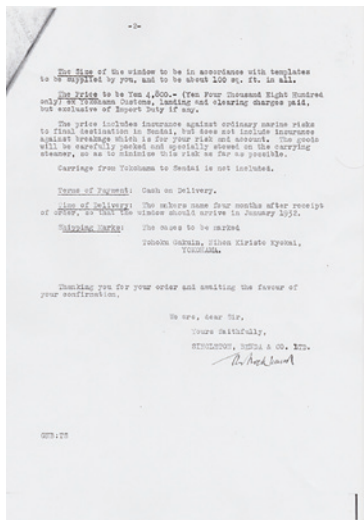 -2-
The Size of the window to be in accordance with templates
to be supplied by you, and to be about 100 sq. ft. in all.
The Price to be Yen 4,800.- (Ten Four Thousand Eight Hundred
only) ex Yokohama Customs, landing and clearing charges paid,
but exclusive of Import Duty if any.
The price includes insurance against ordinary marine risks
to final destination in Sendai, but does not include insurance
against breakage which is for your risk and account. The goods
will be carefully packed and specially stowed on the carrying
steamer, so as to minimise this risk as far as possible.
Carriage from Yokohama to Sendai is not included.
Terms of Payment: Cash on Delivery.
Time of Delivery: The makers name four months after receipt
of order, so that the window should arrive in January 1932.
Shipping Marks: The cases to be marked
Tohoku Gakuin, Nihon Kiristo Kyokai,
YOKOHAMA.
Thanking you for your order and awaiting the favour of
your confirmation,
We are, dear Sir,
Yours faithfully,
SINGLETON, BENDA & CO. LTD.